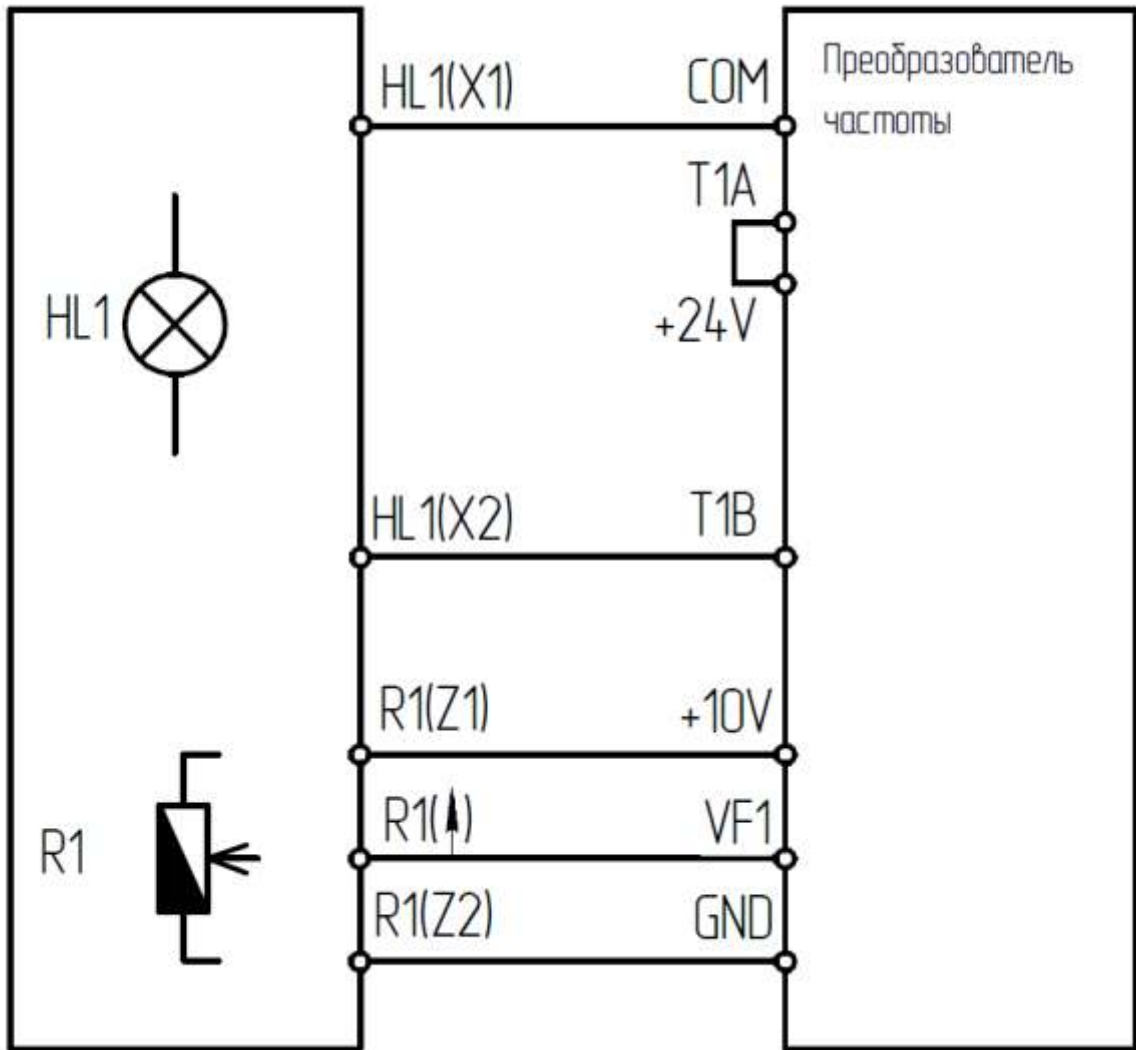 HL1(X1) COM
Преобразователь
частоты
T1A
+24V
HL1
HL1(X2) T1B
R1(Z1) +10V
R1( ) VF1
R1
R1(Z2) GND